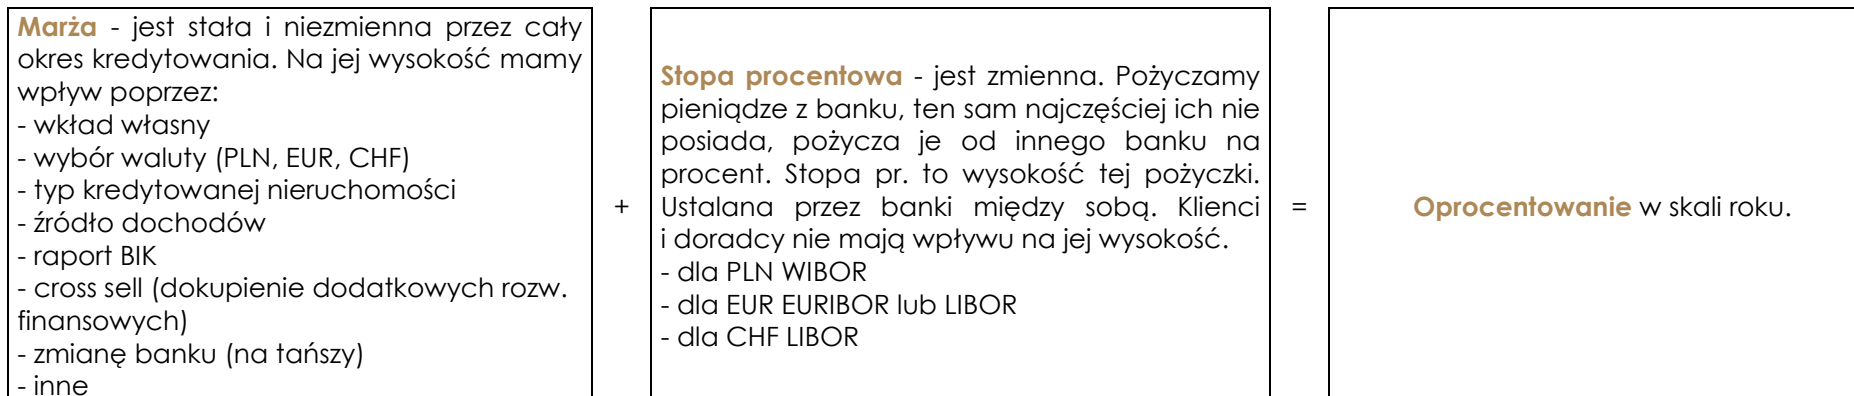 Marża - jest stała i niezmienna przez cały
okres kredytowania. Na jej wysokość mamy
wpływ poprzez:
- wkład własny
- wybór waluty (PLN, EUR, CHF)
- typ kredytowanej nieruchomości
- źródło dochodów
- raport BIK
- cross sell (dokupienie dodatkowych rozw.
finansowych)
- zmianę banku (na tańszy)
- inne
+
Stopa procentowa - jest zmienna. Pożyczamy
pieniądze z banku, ten sam najczęściej ich nie
posiada, pożycza je od innego banku na
procent. Stopa pr. to wysokość tej pożyczki.
Ustalana przez banki między sobą. Klienci
i doradcy nie mają wpływu na jej wysokość.
- dla PLN WIBOR
- dla EUR EURIBOR lub LIBOR
- dla CHF LIBOR
=
Oprocentowanie w skali roku.